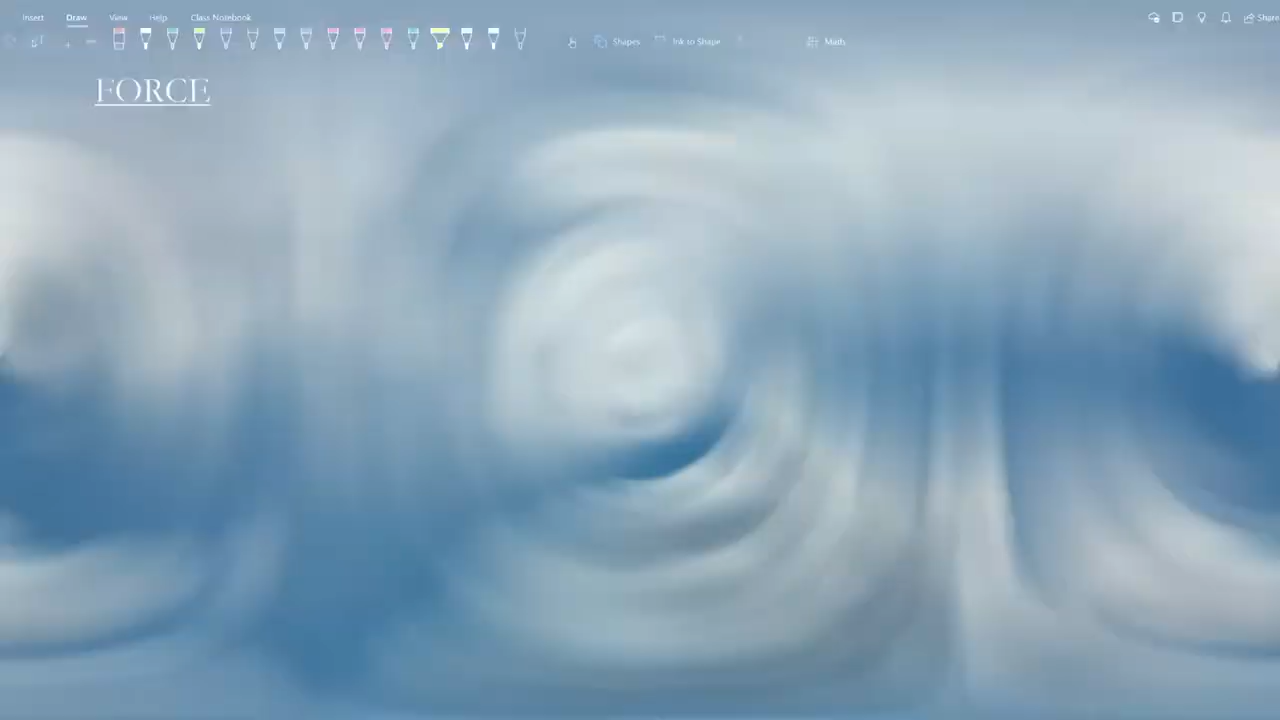 Insert Draw View Help Class Notebook Share
Shapes Ink to Shape Math
FORCE